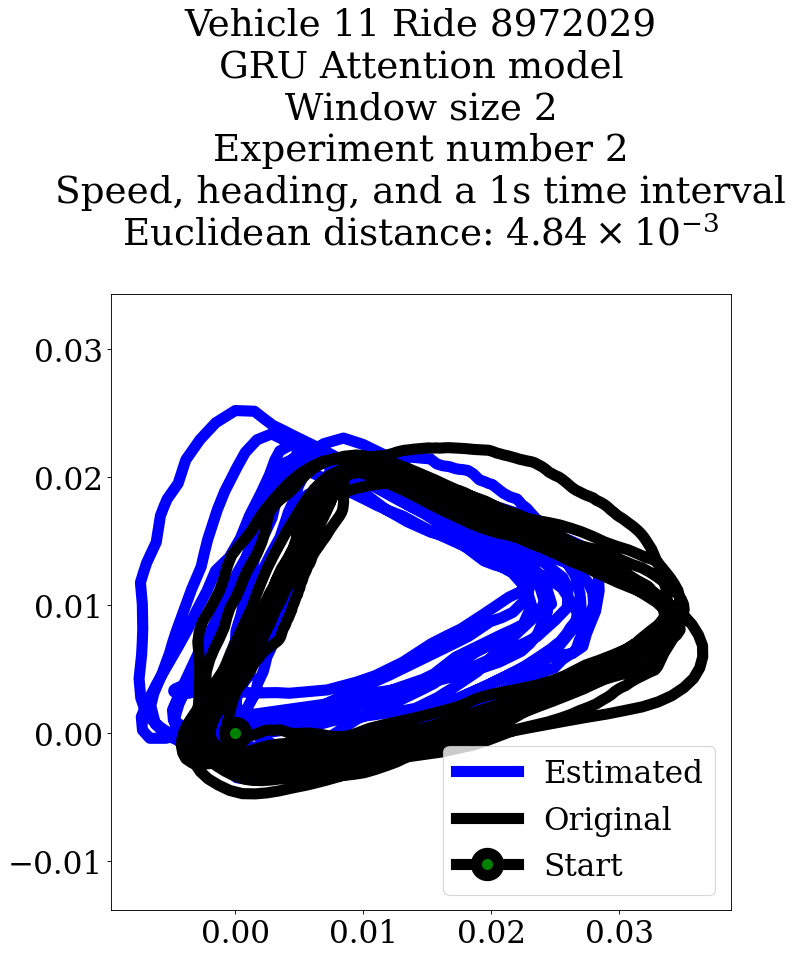 Vehicle 11 Ride 8972029
GRU Attention model
Window size 2
Experiment number 2
Speed, heading, and a 1s time interval
Euclidean distance: 4.84 × 10⁻³
0.03
0.02
0.01
0.00
−0.01
0.00 0.01 0.02 0.03
Estimated
Original
Start